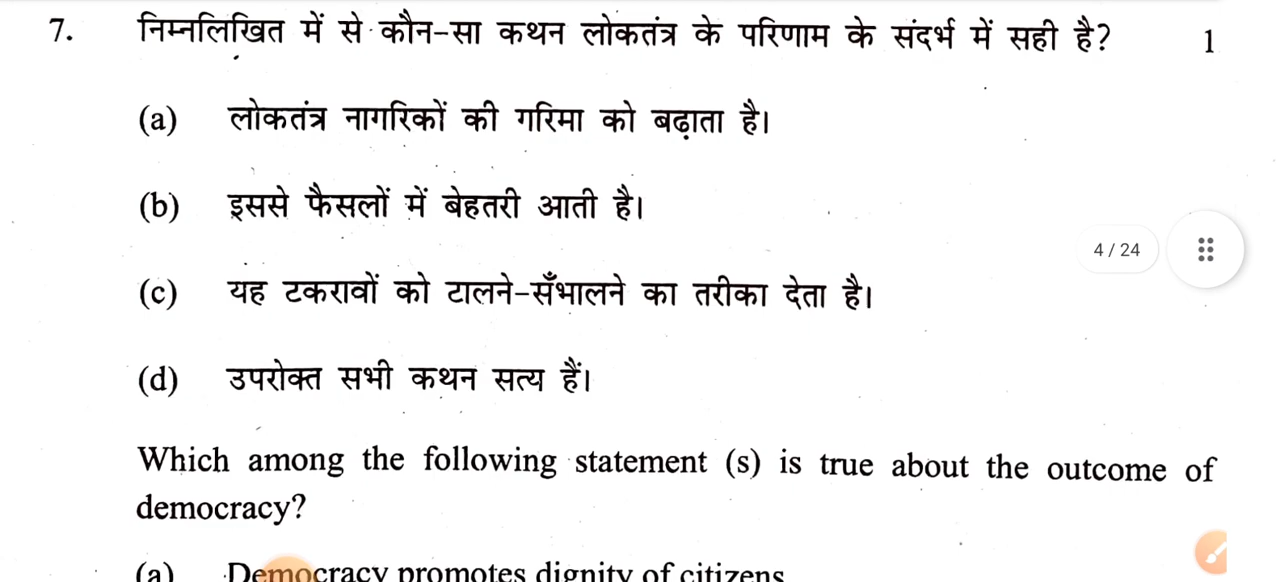 7. निम्नलिखित में से कौन-सा कथन लोकतंत्र के परिणाम के संदर्भ में सही है? 1
(a) लोकतंत्र नागरिकों की गरिमा को बढ़ाता है।
(b) इससे फैसलों में बेहतरी आती है।
4 / 24
(c) यह टकरावों को टालने-सँभालने का तरीका देता है।
(d) उपरोक्त सभी कथन सत्य हैं।
Which among the following statement (s) is true about the outcome of
democracy?
(a) Democracy promotes dignity of citizens